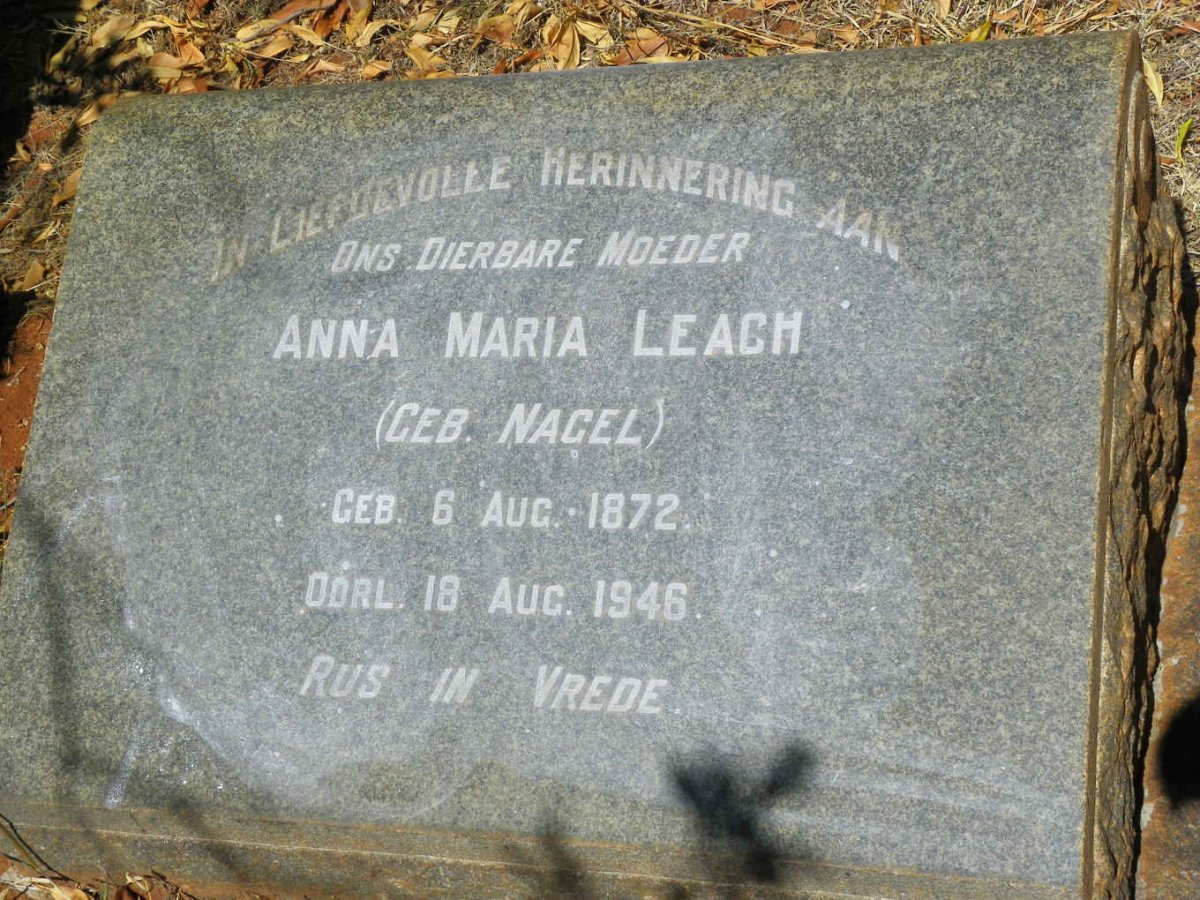 IN LIEFDEVOLLE HERINNERING AAN
ONS DIERBARE MOEDER
ANNA MARIA LEACH
(GEB. NAGEL)
GEB. 6 AUG. 1872.
OORL. 18 AUG. 1946.
RUS IN VREDE.